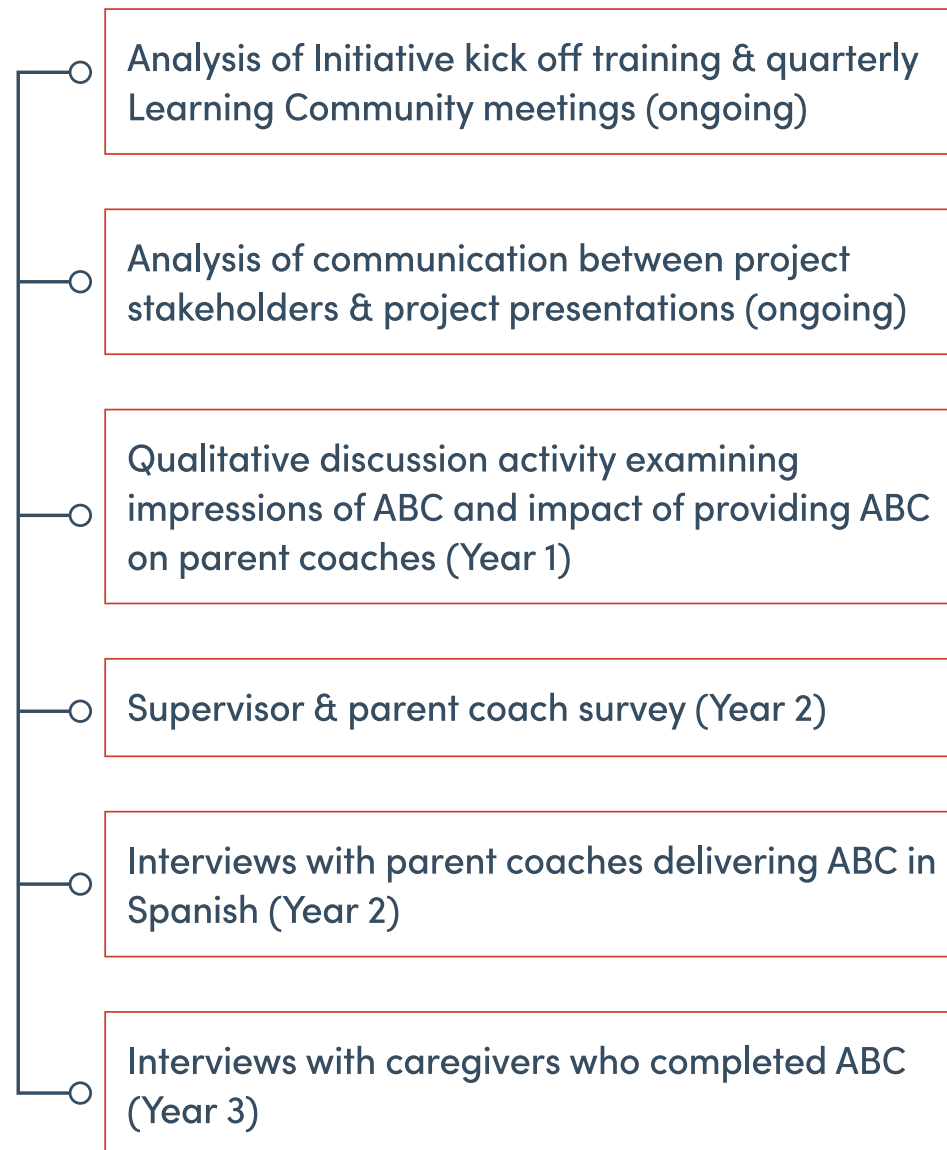 Analysis of Initiative kick off training & quarterly
Learning Community meetings (ongoing)
Analysis of communication between project
stakeholders & project presentations (ongoing)
Qualitative discussion activity examining
impressions of ABC and impact of providing ABC
on parent coaches (Year 1)
Supervisor & parent coach survey (Year 2)
Interviews with parent coaches delivering ABC in
Spanish (Year 2)
Interviews with caregivers who completed ABC
(Year 3)